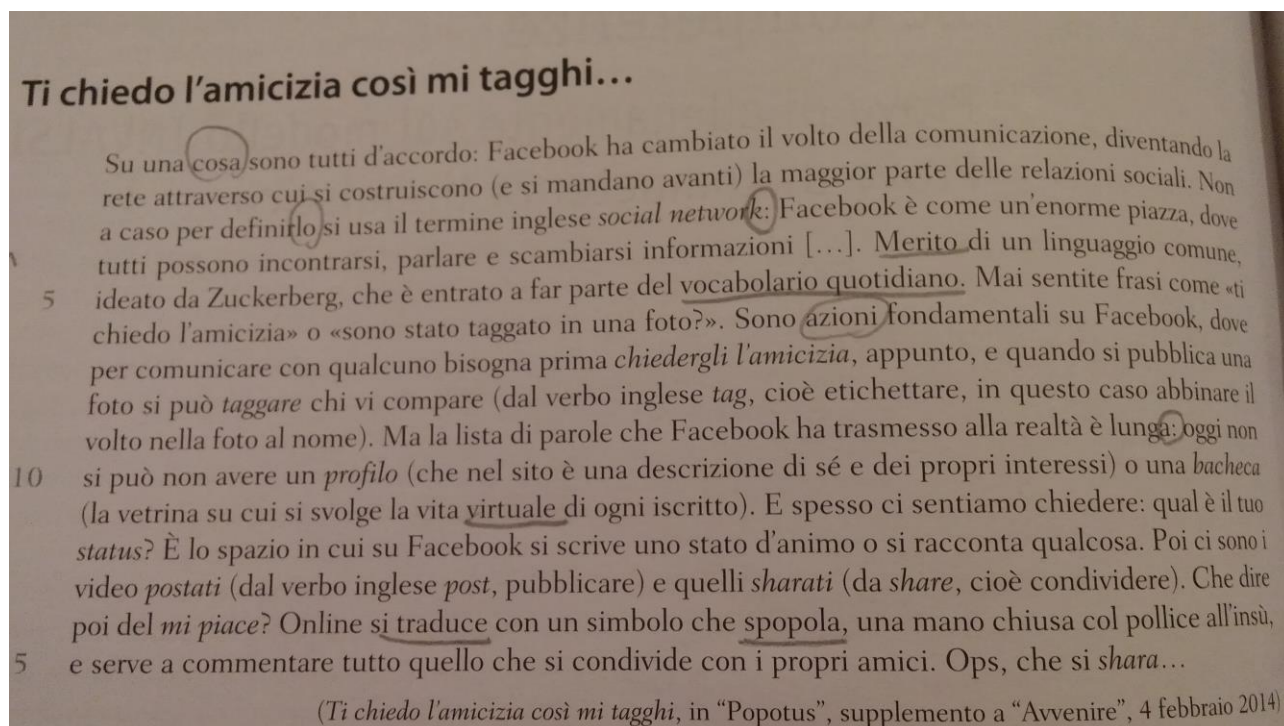 Ti chiedo l'amicizia così mi tagghi...
Su una cosa sono tutti d'accordo: Facebook ha cambiato il volto della comunicazione, diventando la
rete attraverso cui si costruiscono (e si mandano avanti) la maggior parte delle relazioni sociali. Non
a caso per definirlo si usa il termine inglese social network: Facebook è come un'enorme piazza, dove
tutti possono incontrarsi, parlare e scambiarsi informazioni [...]. Merito di un linguaggio comune,
5 ideato da Zuckerberg, che è entrato a far parte del vocabolario quotidiano. Mai sentite frasi come «ti
chiedo l'amicizia» o «sono stato taggato in una foto?». Sono azioni fondamentali su Facebook, dove
per comunicare con qualcuno bisogna prima chiedergli l'amicizia, appunto, e quando si pubblica una
foto si può taggare chi vi compare (dal verbo inglese tag, cioè etichettare, in questo caso abbinare il
volto nella foto al nome). Ma la lista di parole che Facebook ha trasmesso alla realtà è lunga: oggi non
10 si può non avere un profilo (che nel sito è una descrizione di sé e dei propri interessi) o una bacheca
(la vetrina su cui si svolge la vita virtuale di ogni iscritto). E spesso ci sentiamo chiedere: qual è il tuo
status? È lo spazio in cui su Facebook si scrive uno stato d'animo o si racconta qualcosa. Poi ci sono i
video postati (dal verbo inglese post, pubblicare) e quelli sharati (da share, cioè condividere). Che dire
poi del mi piace? Online si traduce con un simbolo che spopola, una mano chiusa col pollice all'insù,
5 e serve a commentare tutto quello che si condivide con i propri amici. Ops, che si shara...
(Ti chiedo l'amicizia così mi tagghi, in "Popotus", supplemento a "Avvenire", 4 febbraio 2014)